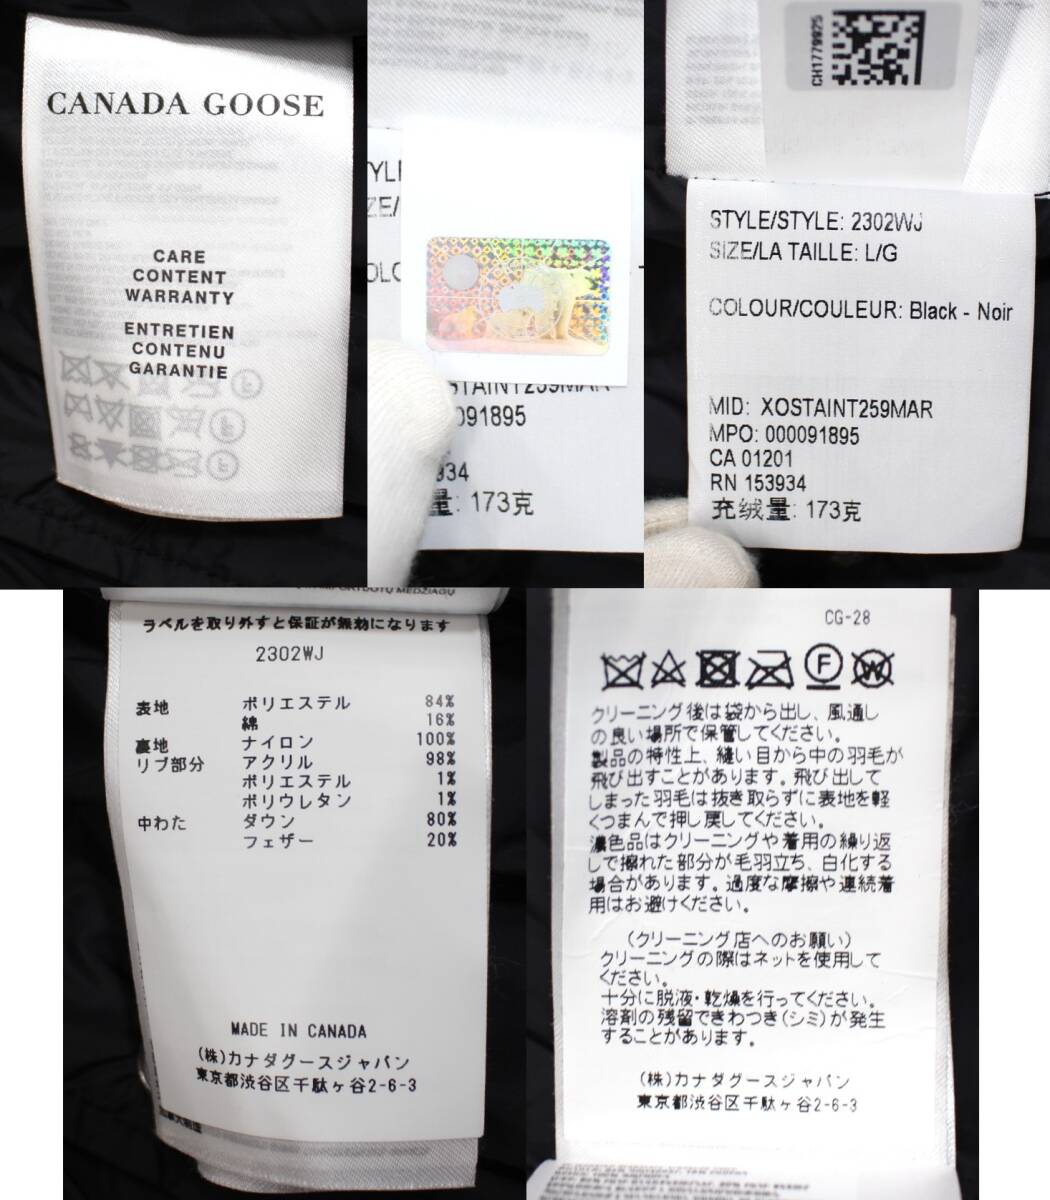 CANADA GOOSE
CARE
CONTENT
WARRANTY
ENTRETIEN
CONTENU
GARANTIE
091895
934
量: 173克
CH1779925
STYLE/STYLE: 2302WJ
SIZE/LA TAILLE: L/G
COLOUR/COULEUR: Black - Noir
MID: XOSTAINT259MAR
MPO: 000091895
CA 01201
RN 153934
充绒量: 173克
ラベルを取り外すと保証が無効になります
2302WJ
表地 ポリエステル 84%
綿 16%
裏地 ナイロン 100%
リブ部分 アクリル 98%
ポリエステル 1%
ポリウレタン 1%
中わた ダウン 80%
フェザー 20%
MADE IN CANADA
(株)カナダグースジャパン
東京都渋谷区千駄ヶ谷2-6-3
CG-28
クリーニング後は袋から出し、風通し
の良い場所で保管してください。
製品の特性上、縫い目から中の羽毛が
飛び出すことがあります。飛び出して
しまった羽毛は抜き取らずに表地を軽
くつまんで押し戻してください。
濃色品はクリーニングや着用の繰り返
しで擦れた部分が毛羽立ち、白化する
場合があります。過度な摩擦や連続着
用はお避けください。
(クリーニング店へのお願い)
クリーニングの際はネットを使用して
ください。
十分に脱液・乾燥を行ってください。
溶剤の残留できわつき(シミ)が発生
することがあります。
(株)カナダグースジャパン
東京都渋谷区千駄ヶ谷2-6-3